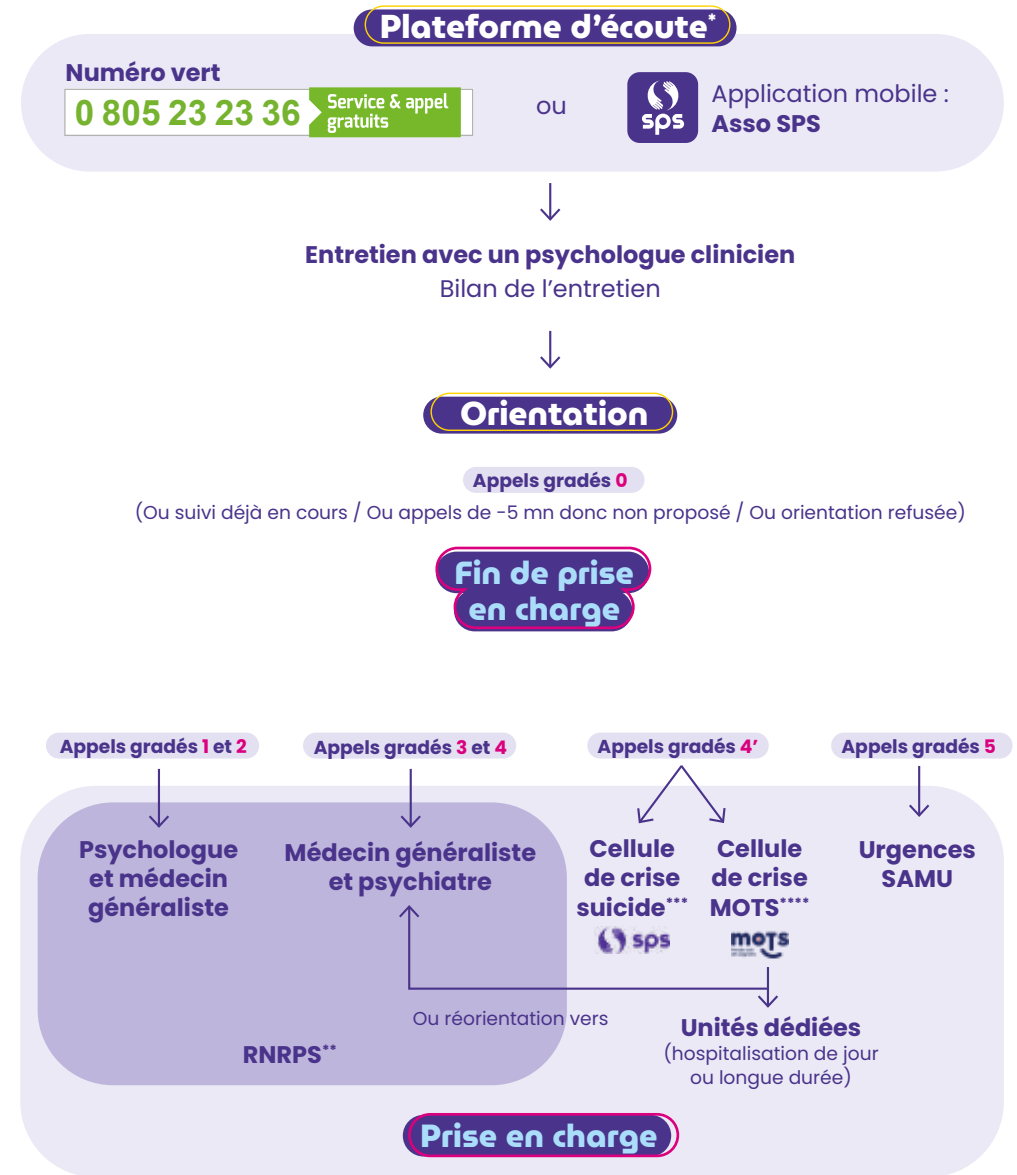 Plateforme d'écoute*
Numéro vert
0 805 23 23 36 Service & appel
gratuits
ou
sps
Application mobile :
Asso SPS
Entretien avec un psychologue clinicien
Bilan de l'entretien
Orientation
Appels gradés 0
(Ou suivi déjà en cours / Ou appels de -5 mn donc non proposé / Ou orientation refusée)
Fin de prise
en charge
Appels gradés 1 et 2
Appels gradés 3 et 4
Appels gradés 4'
Appels gradés 5
Psychologue
et médecin
généraliste
Médecin généraliste
et psychiatre
Cellule
de crise
suicide***
sps
Cellule
de crise
MOTS****
mots
Urgences
SAMU
Ou réorientation vers
Unités dédiées
(hospitalisation de jour
ou longue durée)
RNRPS**
Prise en charge